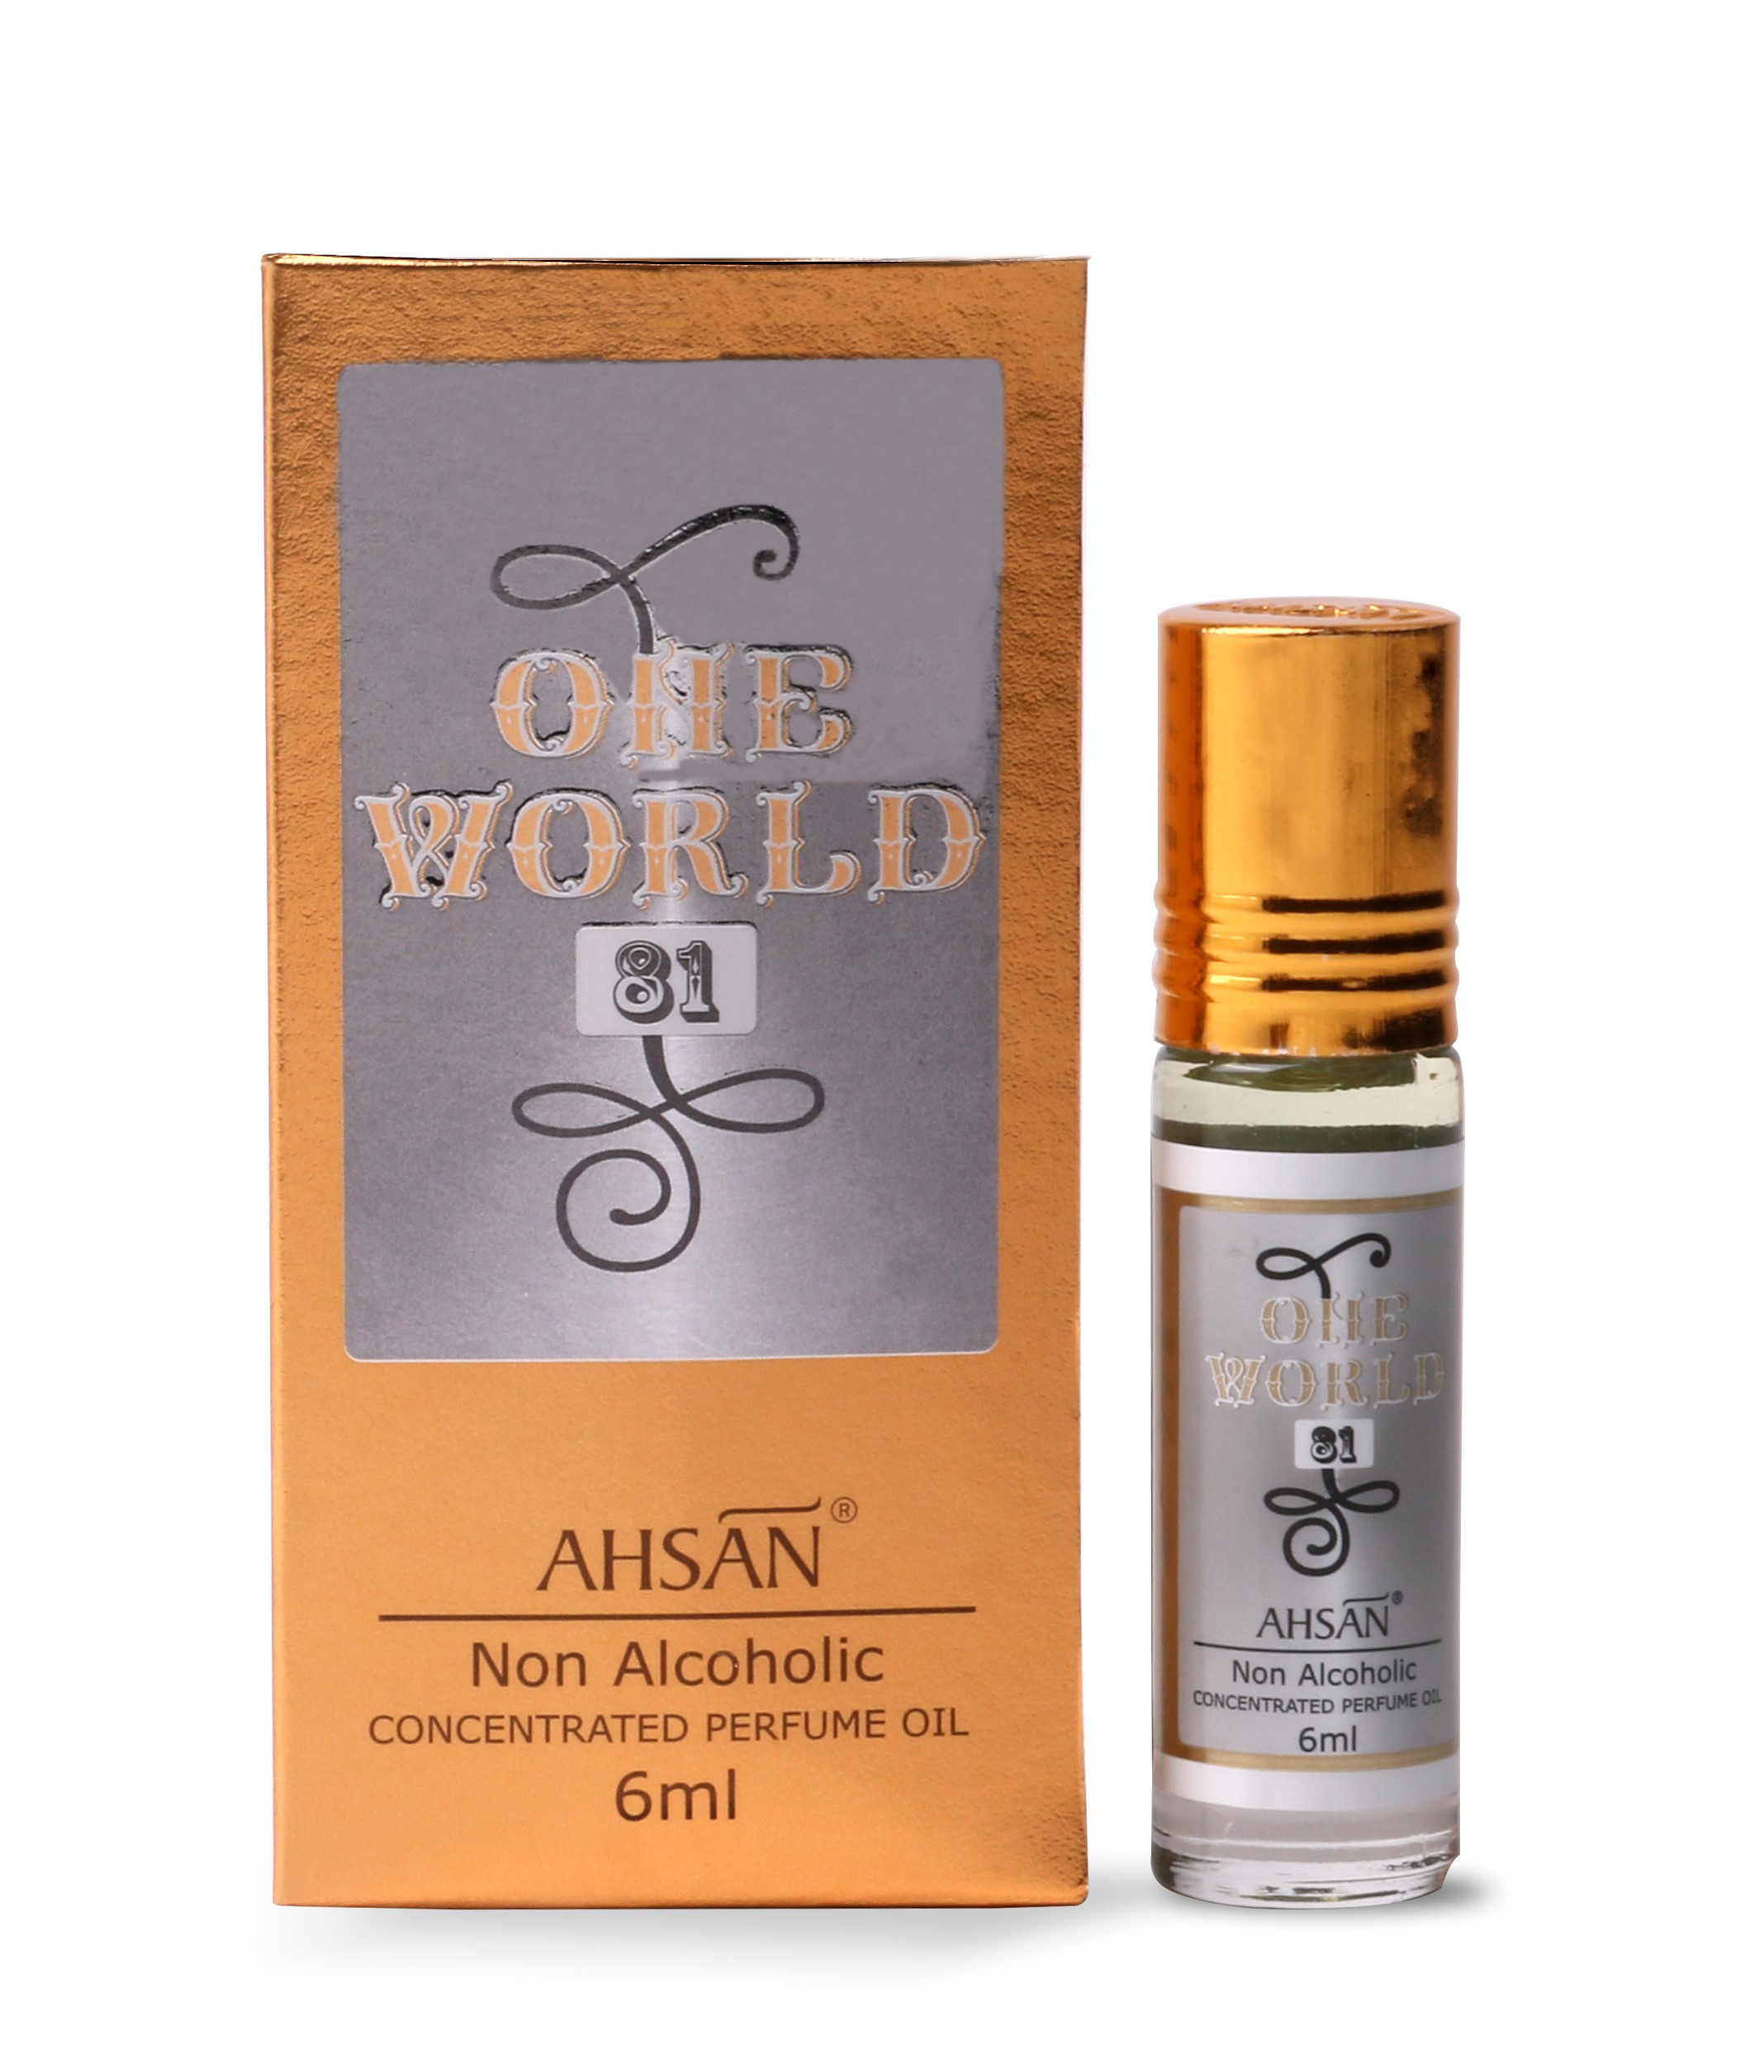 ONE
WORLD
81
AHSAN®
Non Alcoholic
CONCENTRATED PERFUME OIL
6ml
ONE
WORLD
81
AHSAN®
Non Alcoholic
CONCENTRATED PERFUME OIL
6ml